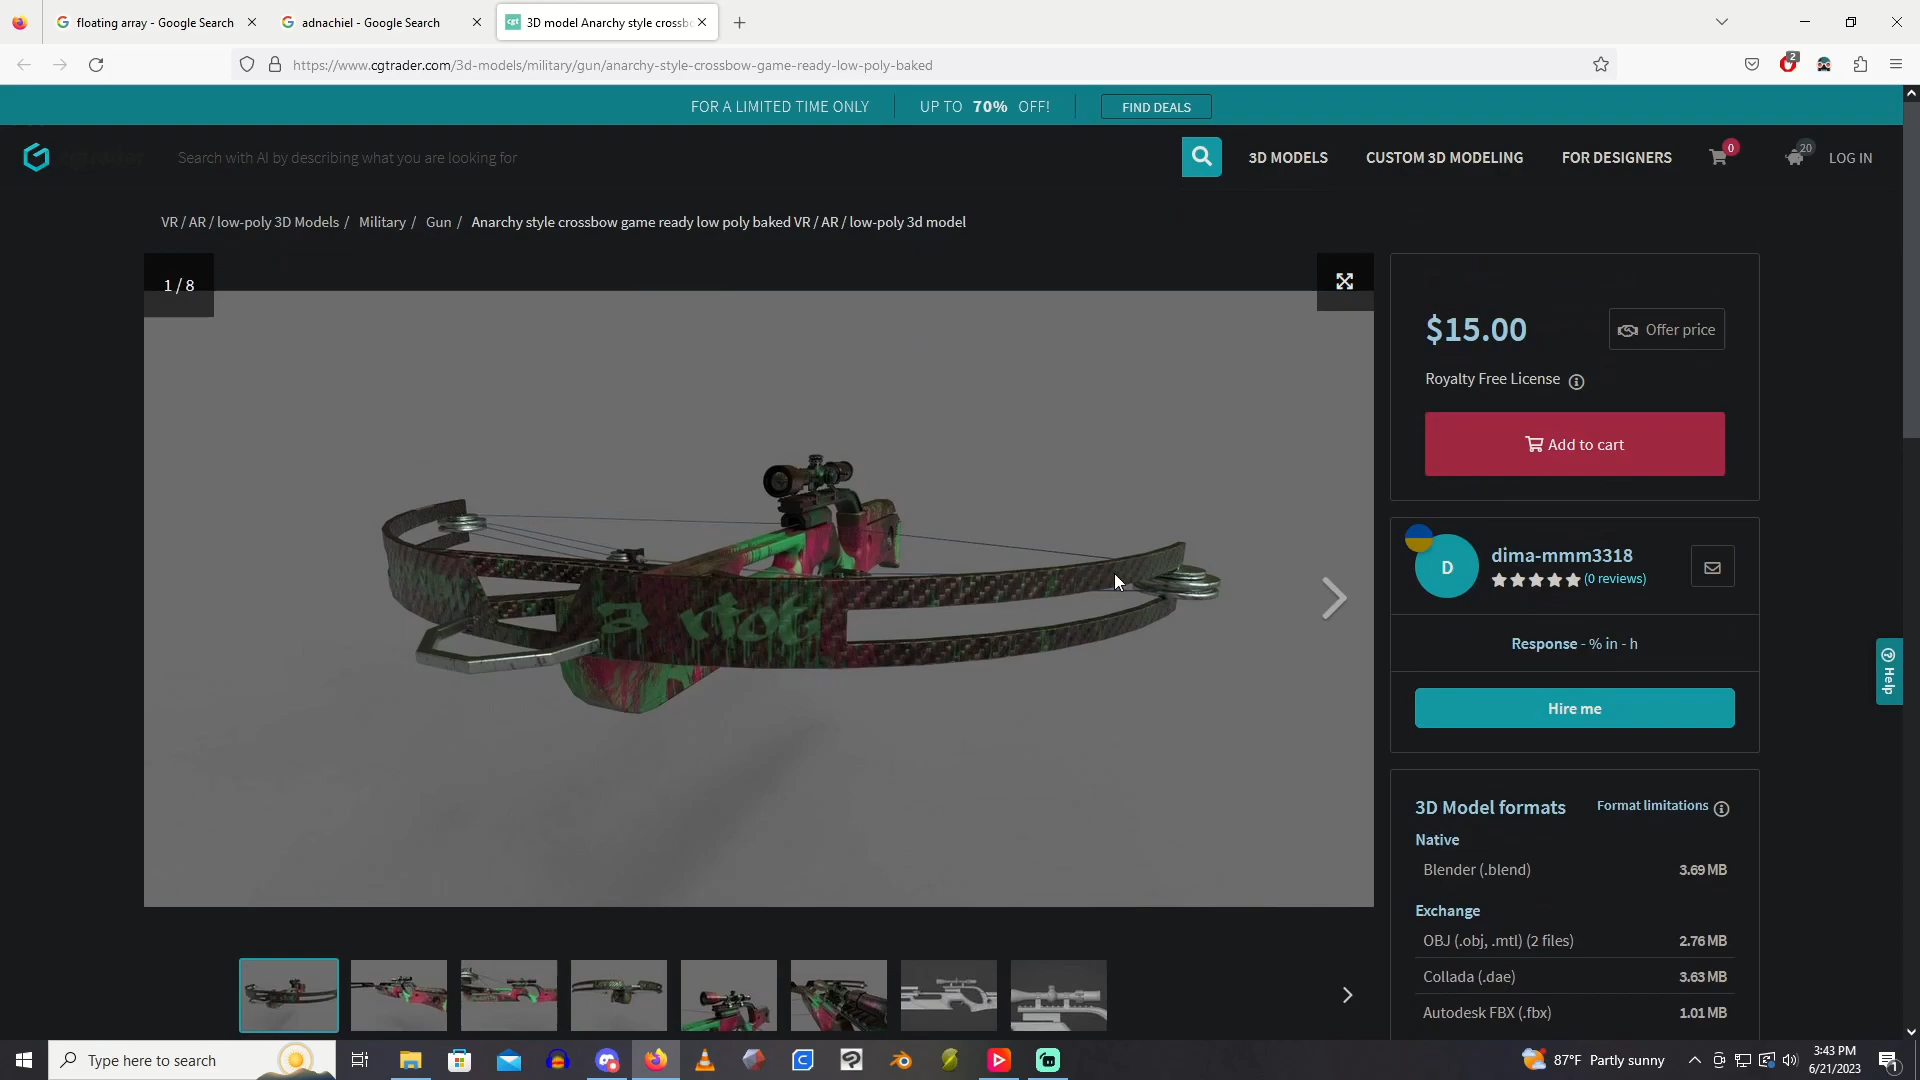 floating array - Google Search
adnachiel - Google Search
3D model Anarchy style crossbo
https://www.cgtrader.com/3d-models/military/gun/anarchy-style-crossbow-game-ready-low-poly-baked
2
FOR A LIMITED TIME ONLY
UP TO 70% OFF!
FIND DEALS
Search with AI by describing what you are looking for
3D MODELS
CUSTOM 3D MODELING
FOR DESIGNERS
0
20
LOG IN
VR / AR / low-poly 3D Models / Military / Gun / Anarchy style crossbow game ready low poly baked VR / AR / low-poly 3d model
1 / 8
a riot
$15.00
Offer price
Royalty Free License
Add to cart
D
dima-mmm3318
(0 reviews)
Response - % in - h
Hire me
Help
3D Model formats
Format limitations
Native
Blender (.blend)
3.69 MB
Exchange
OBJ (.obj, .mtl) (2 files)
2.76 MB
Collada (.dae)
3.63 MB
Autodesk FBX (.fbx)
1.01 MB
Type here to search
87°F Partly sunny
3:43 PM
6/21/2023
1